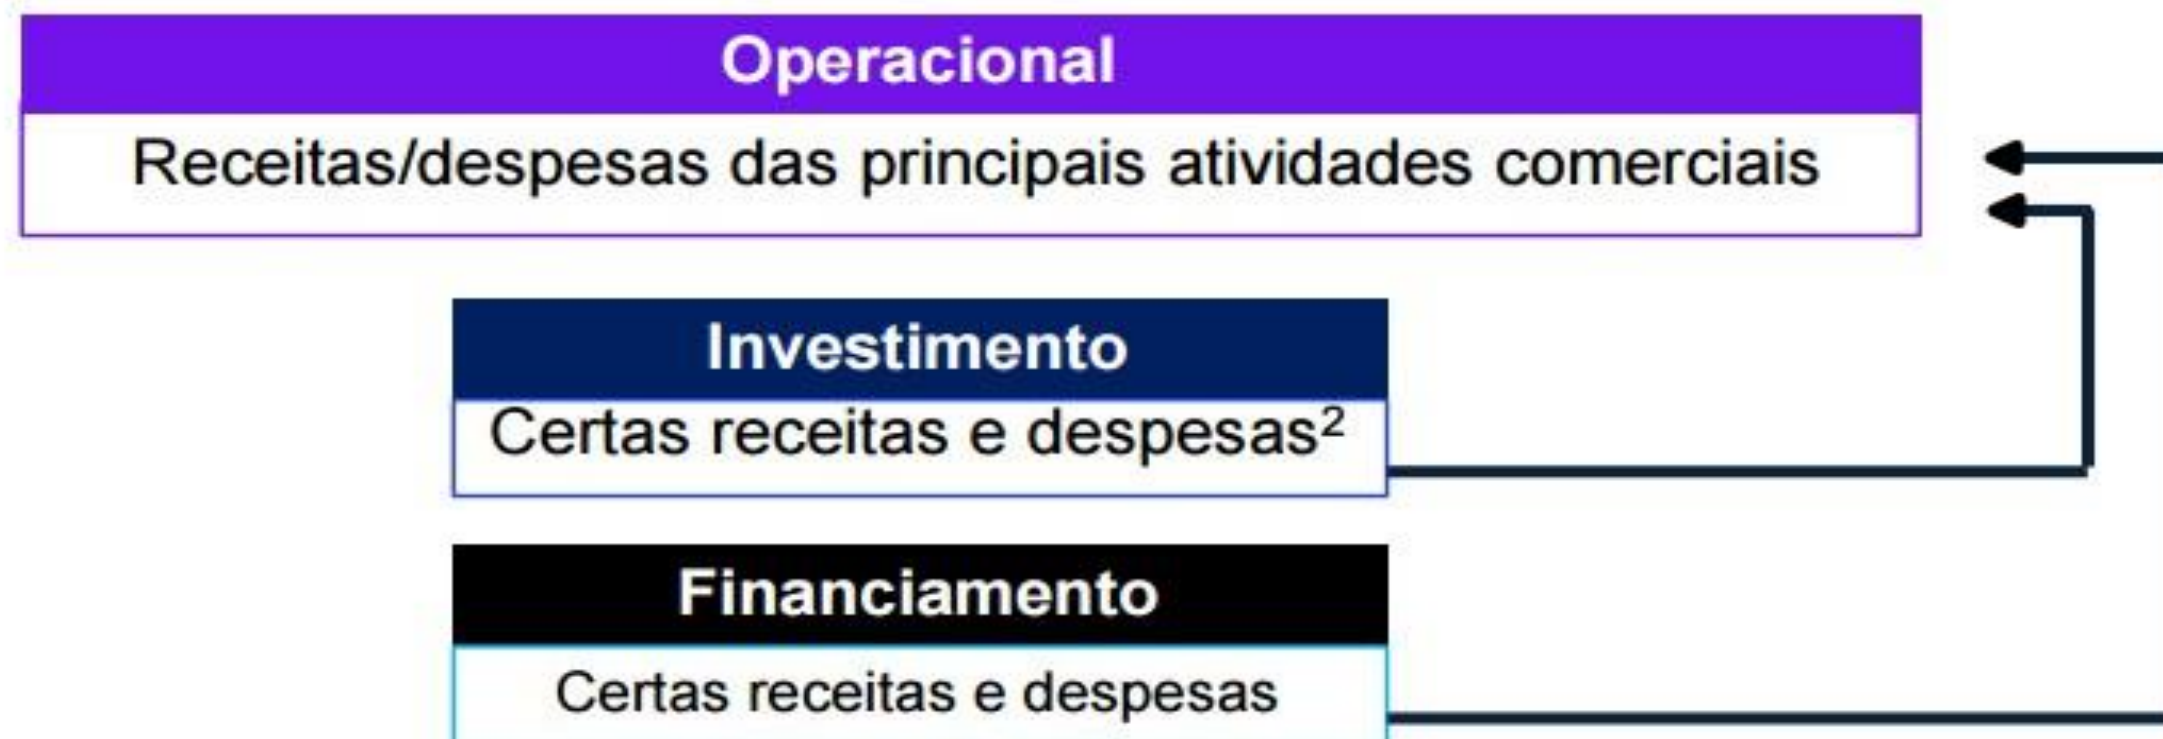 Operacional
Receitas/despesas das principais atividades comerciais
Investimento
Certas receitas e despesas²
Financiamento
Certas receitas e despesas